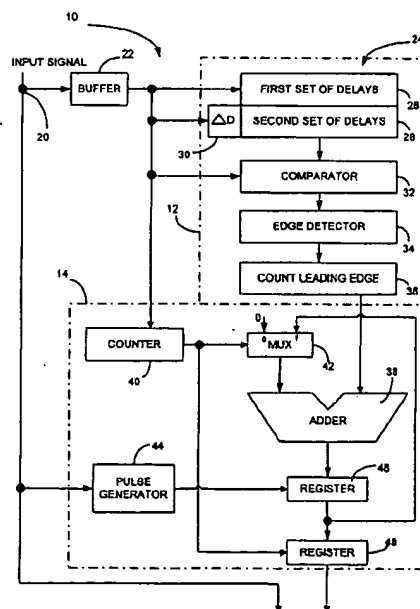 10
24
INPUT SIGNAL
22
BUFFER
FIRST SET OF DELAYS
26
20
ΔD
SECOND SET OF DELAYS
28
30
COMPARATOR
32
12
EDGE DETECTOR
34
COUNT LEADING EDGE
36
14
0
COUNTER
0
1
MUX
42
40
38
ADDER
44
PULSE GENERATOR
REGISTER
46
REGISTER
48